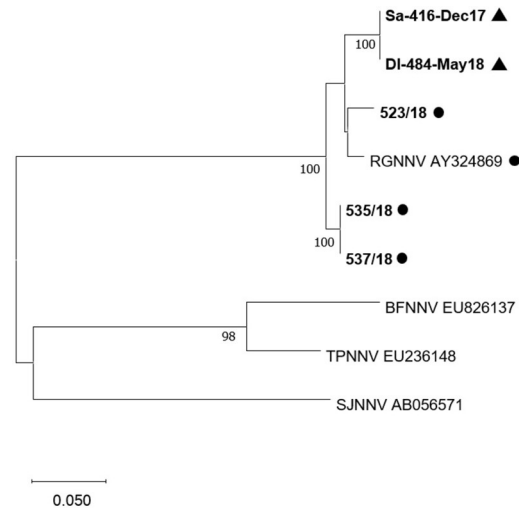 Sa-416-Dec17 ▲
100
DI-484-May18 ▲
523/18 ●
RGNNV AY324869 ●
100
535/18 ●
100
537/18 ●
BFNNV EU826137
98
TPNNV EU236148
SJNNV AB056571
0.050